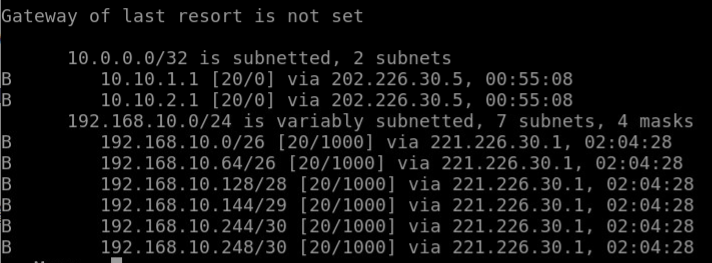 Gateway of last resort is not set
10.0.0.0/32 is subnetted, 2 subnets
B 10.10.1.1 [20/0] via 202.226.30.5, 00:55:08
B 10.10.2.1 [20/0] via 202.226.30.5, 00:55:08
192.168.10.0/24 is variably subnetted, 7 subnets, 4 masks
B 192.168.10.0/26 [20/1000] via 221.226.30.1, 02:04:28
B 192.168.10.64/26 [20/1000] via 221.226.30.1, 02:04:28
B 192.168.10.128/28 [20/1000] via 221.226.30.1, 02:04:28
B 192.168.10.144/29 [20/1000] via 221.226.30.1, 02:04:28
B 192.168.10.244/30 [20/1000] via 221.226.30.1, 02:04:28
B 192.168.10.248/30 [20/1000] via 221.226.30.1, 02:04:28